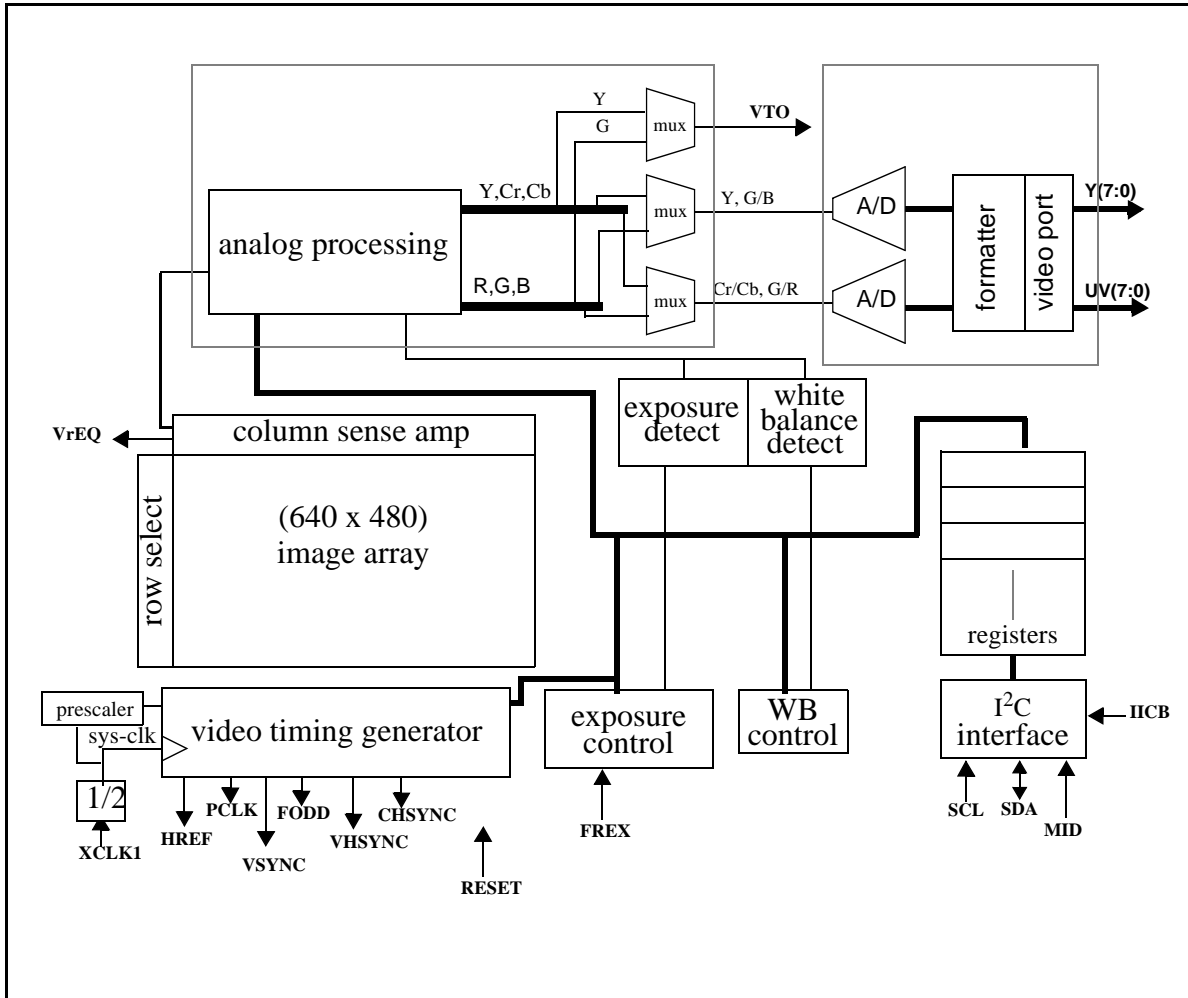 Y
G
mux
VTO
Y,Cr,Cb
mux
Y, G/B
A/D
Y(7:0)
analog processing
formatter
video port
R,G,B
mux
Cr/Cb, G/R
A/D
UV(7:0)
exposure
detect
white
balance
detect
VrEQ
column sense amp
row select
(640 x 480)
image array
registers
prescaler
sys-clk
video timing generator
1/2
XCLK1
HREF
PCLK
VSYNC
FODD
VHSYNC
CHSYNC
RESET
exposure
control
FREX
WB
control
I²C
interface
IICB
SCL
SDA
MID